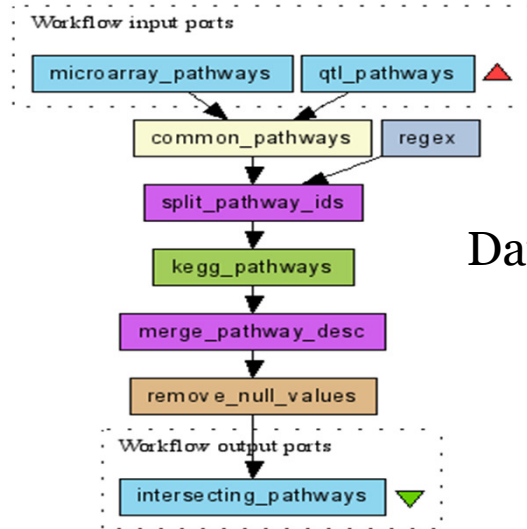 Workflow input ports
microarray_pathways
qtl_pathways
common_pathways
regex
split_pathway_ids
Da
kegg_pathways
merge_pathway_desc
remove_null_values
Workflow output ports
intersecting_pathways